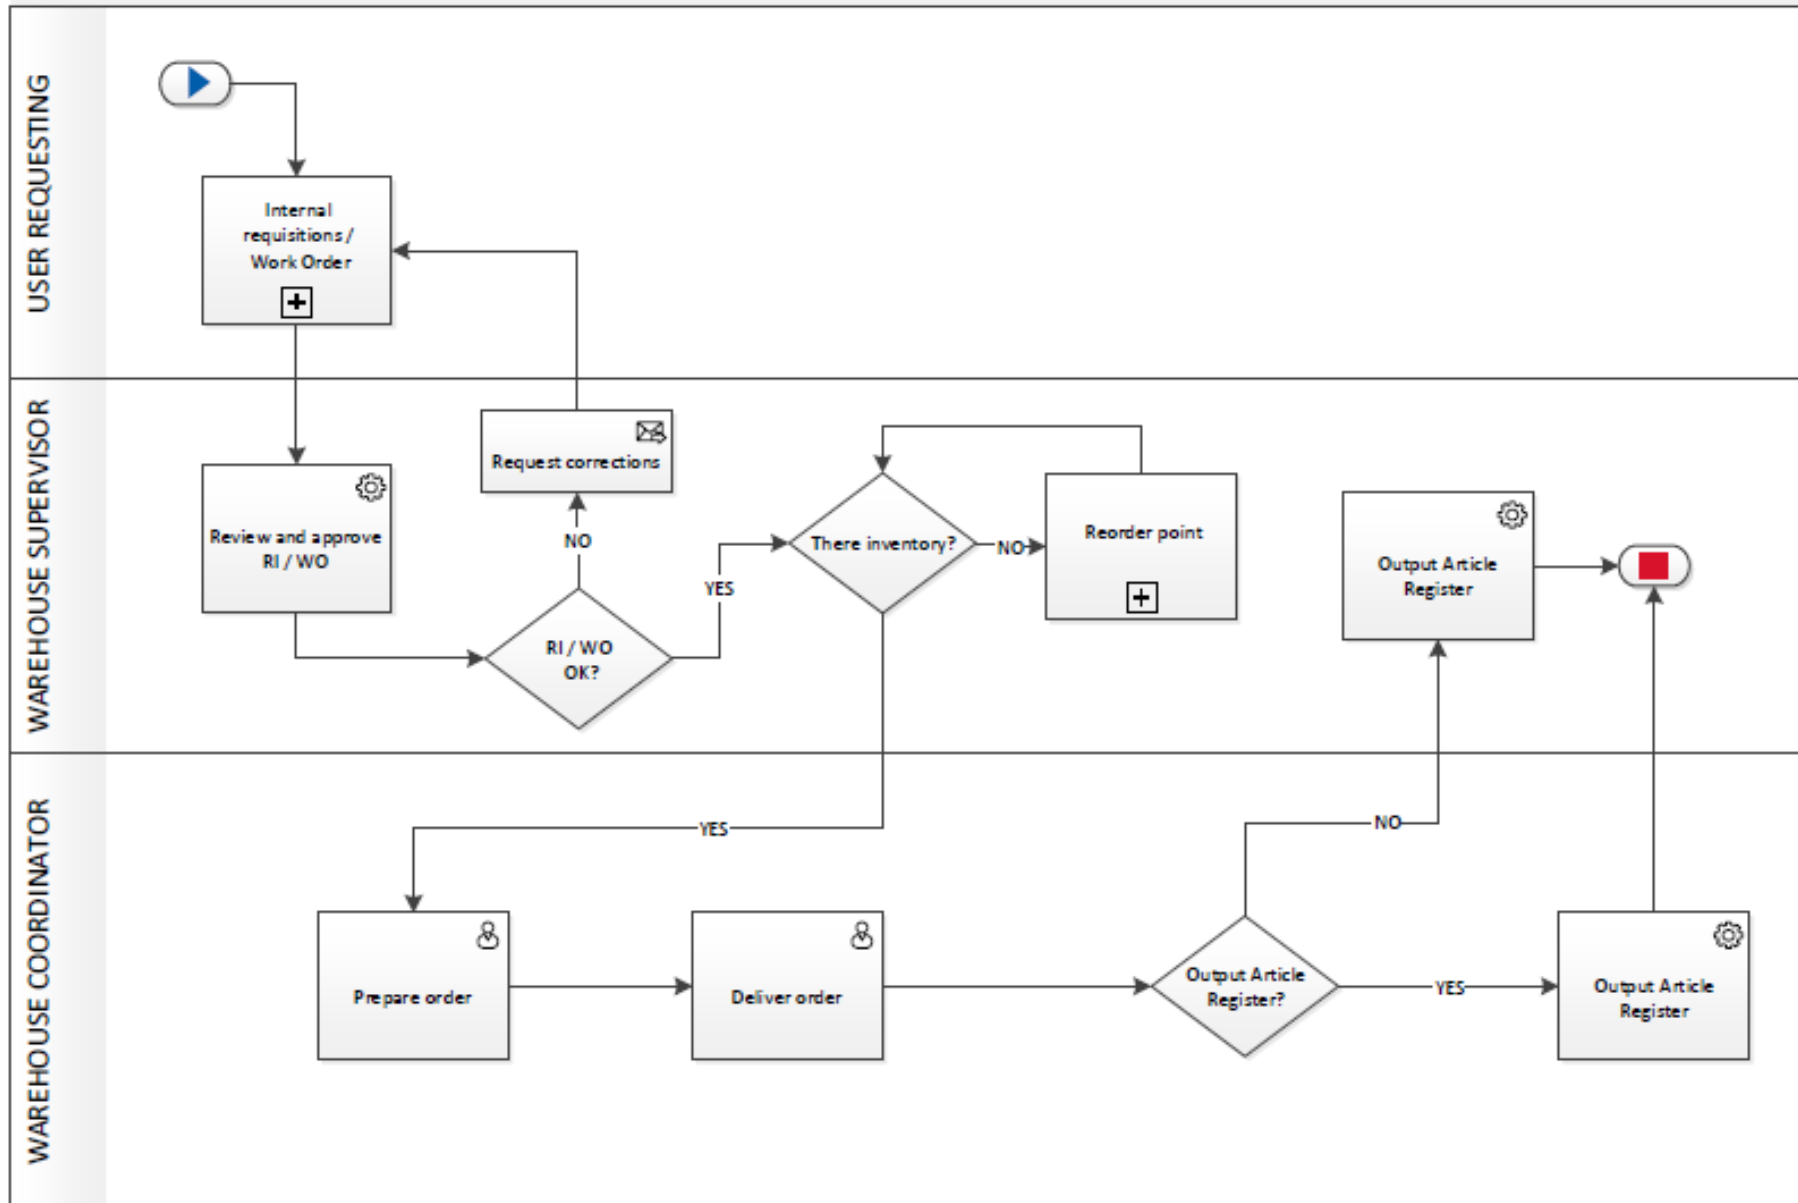 USER REQUESTING
Internal
requisitions /
Work Order
WAREHOUSE SUPERVISOR
Request corrections
Review and approve
RI / WO
NO
RI / WO
OK?
YES
There inventory?
NO
Reorder point
Output Article
Register
WAREHOUSE COORDINATOR
YES
NO
Prepare order
Deliver order
Output Article
Register?
YES
Output Article
Register